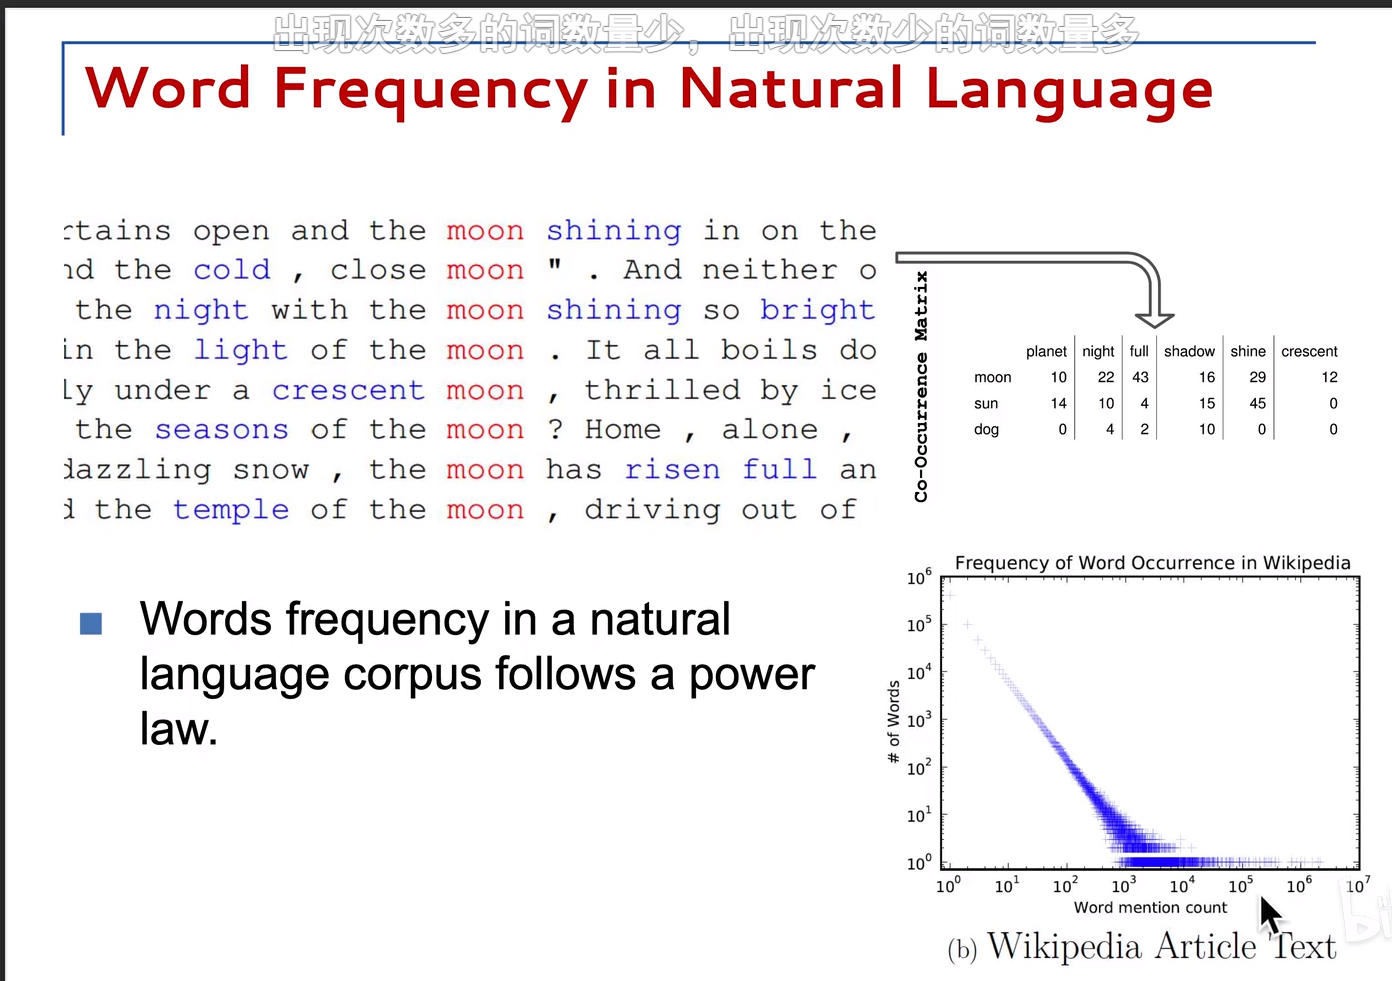 出现次数多的词数量少，出现次数少的词数量多
Word Frequency in Natural Language
rtains open and the moon shining in on the
nd the cold , close moon " . And neither o
the night with the moon shining so bright
in the light of the moon . It all boils do
ly under a crescent moon , thrilled by ice
the seasons of the moon ? Home , alone ,
dazzling snow , the moon has risen full an
d the temple of the moon , driving out of
Co-Occurrence Matrix
planet night full shadow shine crescent
moon 10 22 43 16 29 12
sun 14 10 4 15 45 0
dog 0 4 2 10 0 0
Words frequency in a natural
language corpus follows a power
law.
Frequency of Word Occurrence in Wikipedia
# of Words
10^6
10^5
10^4
10^3
10^2
10^1
10^0
10^0 10^1 10^2 10^3 10^4 10^5 10^6 10^7
Word mention count
(b) Wikipedia Article Text